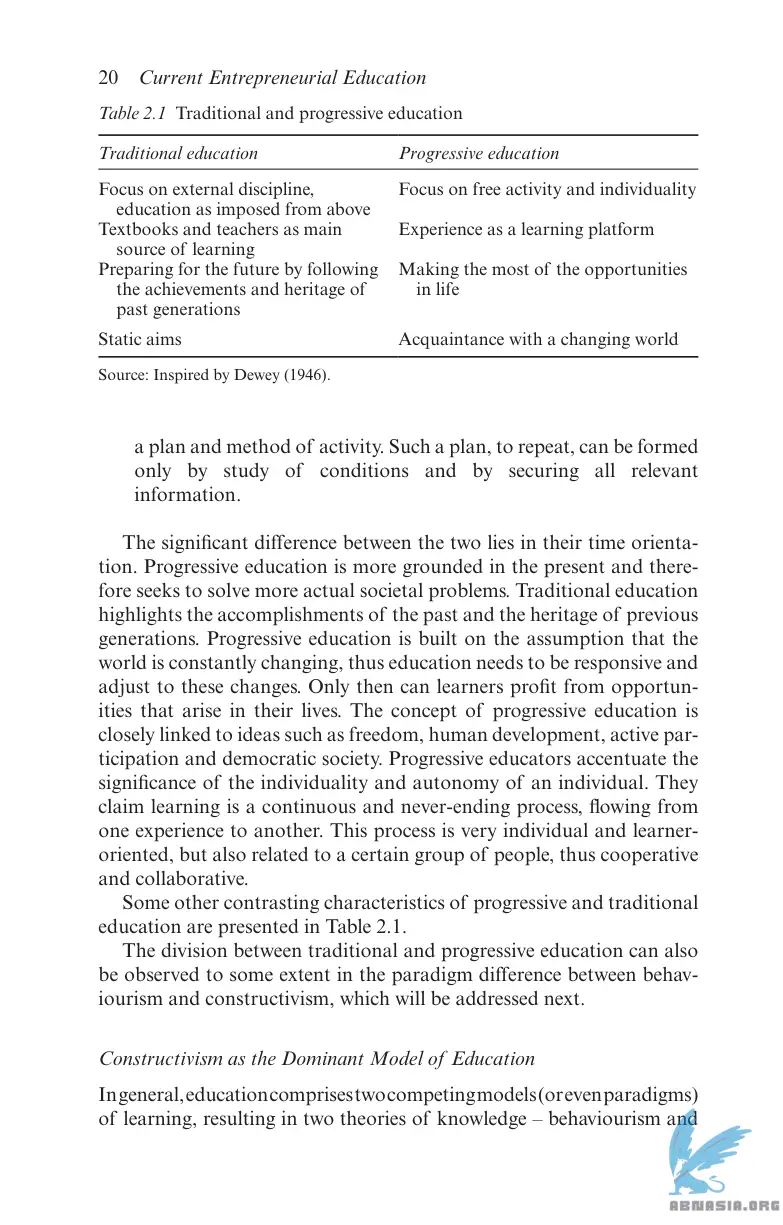 20 Current Entrepreneurial Education
Table 2.1 Traditional and progressive education
Traditional education Progressive education
Focus on external discipline, Focus on free activity and individuality
education as imposed from above
Textbooks and teachers as main Experience as a learning platform
source of learning
Preparing for the future by following Making the most of the opportunities
the achievements and heritage of in life
past generations
Static aims Acquaintance with a changing world
Source: Inspired by Dewey (1946).
a plan and method of activity. Such a plan, to repeat, can be formed
only by study of conditions and by securing all relevant
information.
The significant difference between the two lies in their time orienta-
tion. Progressive education is more grounded in the present and there-
fore seeks to solve more actual societal problems. Traditional education
highlights the accomplishments of the past and the heritage of previous
generations. Progressive education is built on the assumption that the
world is constantly changing, thus education needs to be responsive and
adjust to these changes. Only then can learners profit from opportun-
ities that arise in their lives. The concept of progressive education is
closely linked to ideas such as freedom, human development, active par-
ticipation and democratic society. Progressive educators accentuate the
significance of the individuality and autonomy of an individual. They
claim learning is a continuous and never-ending process, flowing from
one experience to another. This process is very individual and learner-
oriented, but also related to a certain group of people, thus cooperative
and collaborative.
Some other contrasting characteristics of progressive and traditional
education are presented in Table 2.1.
The division between traditional and progressive education can also
be observed to some extent in the paradigm difference between behav-
iourism and constructivism, which will be addressed next.
Constructivism as the Dominant Model of Education
In general, education comprises two competing models (or even paradigms)
of learning, resulting in two theories of knowledge – behaviourism and
ABNASIA.ORG